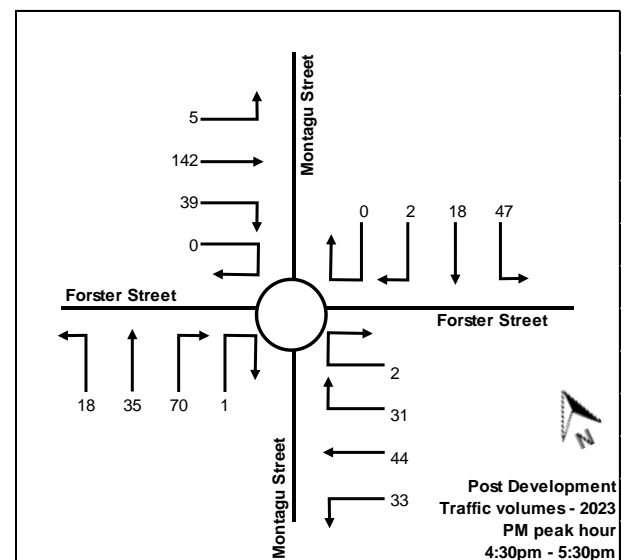 Montagu Street
5
142
39
0
0 2 18 47
Forster Street
Forster Street
18 35 70 1
2
31
44
33
Montagu Street
N
Post Development
Traffic volumes - 2023
PM peak hour
4:30pm - 5:30pm